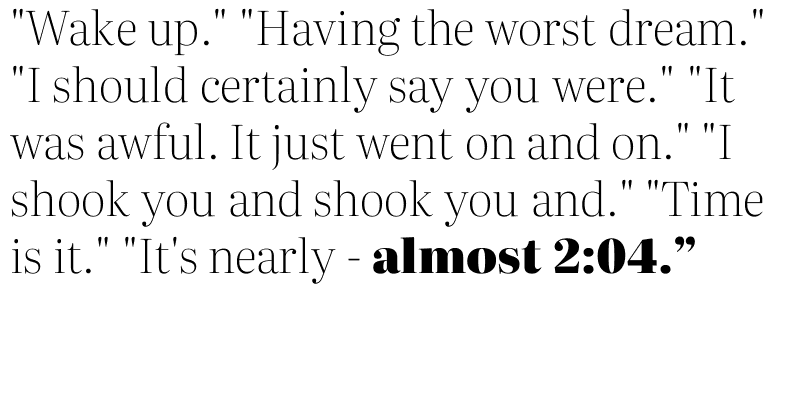 "Wake up." "Having the worst dream."
"I should certainly say you were." "It
was awful. It just went on and on." "I
shook you and shook you and." "Time
is it." "It's nearly - almost 2:04.”